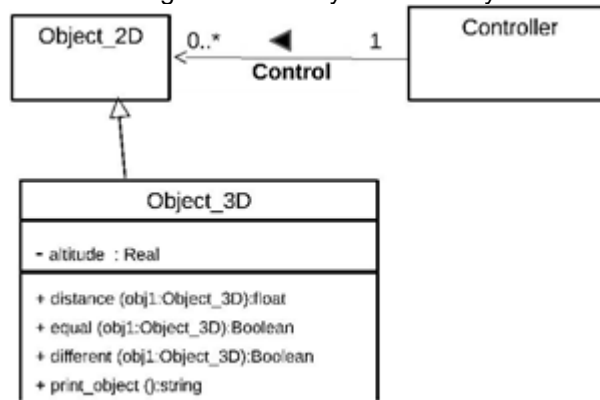 Object_2D
0..*
1
Controller
Control
Object_3D
- altitude : Real
+ distance (obj1:Object_3D):float
+ equal (obj1:Object_3D):Boolean
+ different (obj1:Object_3D):Boolean
+ print_object ():string